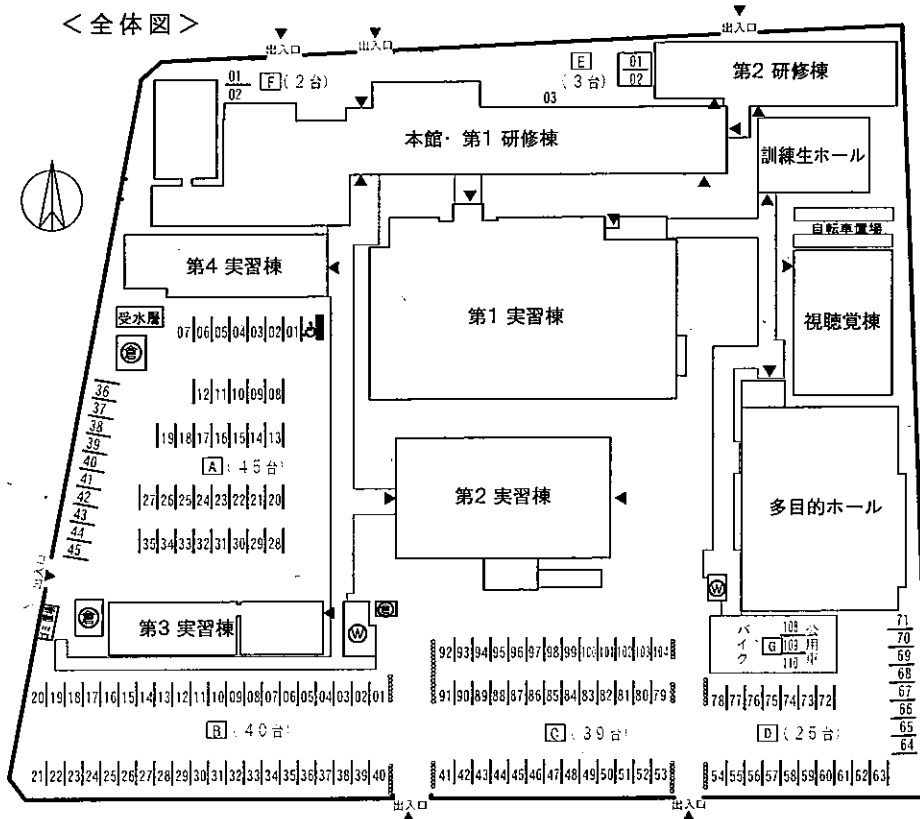 ＜全体図＞
出入口
出入口
出入口
01
02
F (2台)
E
(3台)
01
02
03
第2 研修棟
本館・第1 研修棟
訓練生ホール
自転車置場
第4 実習棟
第1 実習棟
視聴覚棟
受水層
倉
07 06 05 04 03 02 01
12 11 10 09 08
19 18 17 16 15 14 13
A (45台)
27 26 25 24 23 22 21 20
35 34 33 32 31 30 29 28
36
37
38
39
40
41
42
43
44
45
出入口
第2 実習棟
多目的ホール
倉
第3 実習棟
W
倉
W
バイク
G
108
109
110
公用車
71
70
69
68
67
66
65
64
92 93 94 95 96 97 98 99 100 101 102 103 104
20 19 18 17 16 15 14 13 12 11 10 09 08 07 06 05 04 03 02 01
91 90 89 88 87 86 85 84 83 82 81 80 79
78 77 76 75 74 73 72
B (40台)
C (39台)
D (25台)
21 22 23 24 25 26 27 28 29 30 31 32 33 34 35 36 37 38 39 40
41 42 43 44 45 46 47 48 49 50 51 52 53
54 55 56 57 58 59 60 61 62 63
出入口
出入口